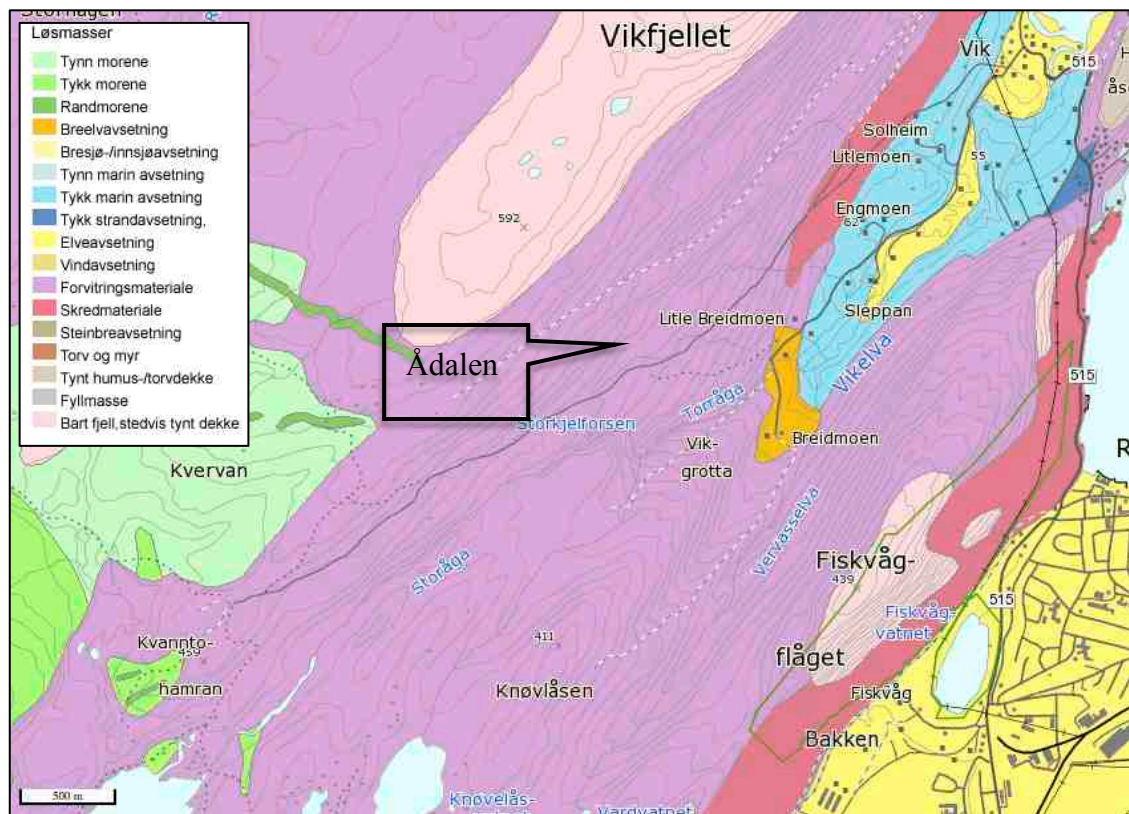 Storhågen
Løsmasser
Tynn morene
Tykk morene
Randmorene
Breelvavsetning
Bresjø-/innsjøavsetning
Tynn marin avsetning
Tykk marin avsetning
Tykk strandavsetning,
Elveavsetning
Vindavsetning
Forvitringsmateriale
Skredmateriale
Steinbreavsetning
Torv og myr
Tynt humus-/torvdekke
Fyllmasse
Bart fjell,stedvis tynt dekke
Vikfjellet
Vik
515
H
ås
Solheim
Litlemoen
55
Engmoen
62
592
Sleppan
Litle Breidmoen
Vikelva
Ådalen
515
Torråga
Storkjelforsen
Vik-
grotta
Breidmoen
R
Kvervan
Vervasselva
Storåga
Fiskvåg-
439
515
Fiskvåg-
vatnet
Kvannto-
459
hamran
411
flåget
Knøvlåsen
Fiskvåg
Bakken
500 m.
Knøvelås-
Vardvatnet